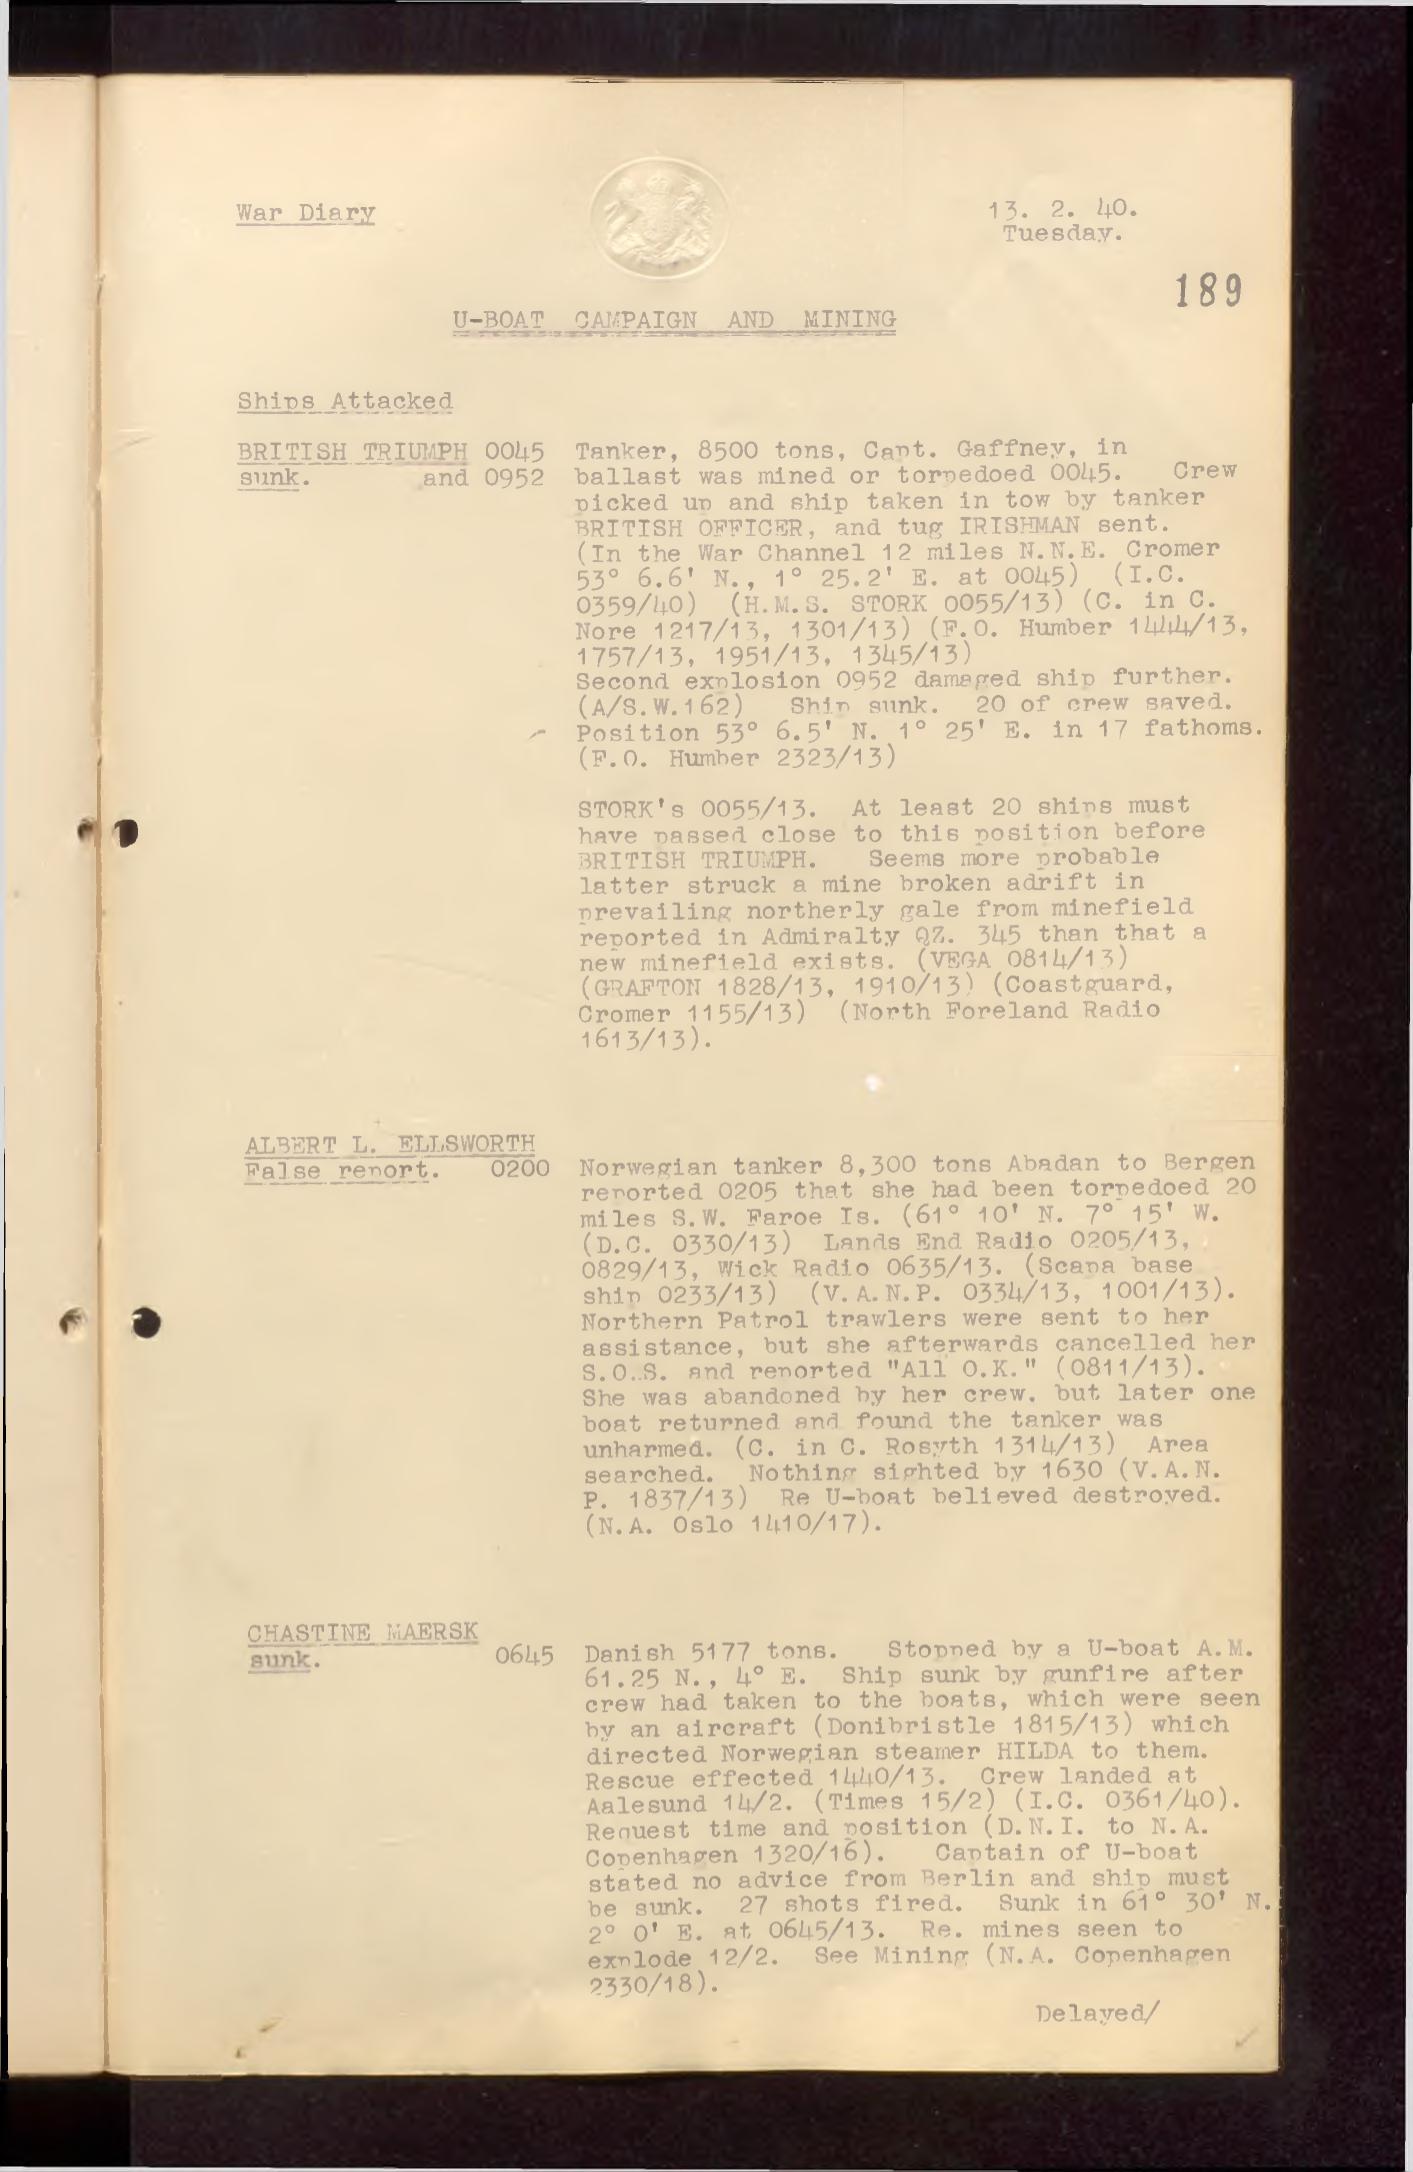 War Diary
13. 2. 40.
Tuesday.
189
U-BOAT CAMPAIGN AND MINING
Ships Attacked
BRITISH TRIUMPH 0045 Tanker, 8500 tons, Capt. Gaffney, in
sunk. and 0952 ballast was mined or torpedoed 0045. Crew
picked up and ship taken in tow by tanker
BRITISH OFFICER, and tug IRISHMAN sent.
(In the War Channel 12 miles N.N.E. Cromer
53° 6.6' N., 1° 25.2' E. at 0045) (I.C.
0359/40) (H.M.S. STORK 0055/13) (C. in C.
Nore 1217/13, 1301/13) (F.O. Humber 1444/13,
1757/13, 1951/13, 1345/13)
Second explosion 0952 damaged ship further.
(A/S.W.162) Ship sunk. 20 of crew saved.
Position 53° 6.5' N. 1° 25' E. in 17 fathoms.
(F.O. Humber 2323/13)
STORK's 0055/13. At least 20 ships must
have passed close to this position before
BRITISH TRIUMPH. Seems more probable
latter struck a mine broken adrift in
prevailing northerly gale from minefield
reported in Admiralty QZ. 345 than that a
new minefield exists. (VEGA 0814/13)
(GRAFTON 1828/13, 1910/13) (Coastguard,
Cromer 1155/13) (North Foreland Radio
1613/13).
ALBERT L. ELLSWORTH
False report. 0200 Norwegian tanker 8,300 tons Abadan to Bergen
reported 0205 that she had been torpedoed 20
miles S.W. Faroe Is. (61° 10' N. 7° 15' W.
(D.C. 0330/13) Lands End Radio 0205/13,
0829/13, Wick Radio 0635/13. (Scapa base
ship 0233/13) (V.A.N.P. 0334/13, 1001/13).
Northern Patrol trawlers were sent to her
assistance, but she afterwards cancelled her
S.O.S. and reported "All O.K." (0811/13).
She was abandoned by her crew. but later one
boat returned and found the tanker was
unharmed. (C. in C. Rosyth 1314/13) Area
searched. Nothing sighted by 1630 (V.A.N.
P. 1837/13) Re U-boat believed destroyed.
(N.A. Oslo 1410/17).
CHASTINE MAERSK
sunk. 0645 Danish 5177 tons. Stopped by a U-boat A.M.
61.25 N., 4° E. Ship sunk by gunfire after
crew had taken to the boats, which were seen
by an aircraft (Donibristle 1815/13) which
directed Norwegian steamer HILDA to them.
Rescue effected 1440/13. Crew landed at
Aalesund 14/2. (Times 15/2) (I.C. 0361/40).
Request time and position (D.N.I. to N.A.
Copenhagen 1320/16). Captain of U-boat
stated no advice from Berlin and ship must
be sunk. 27 shots fired. Sunk in 61° 30' N.
2° 0' E. at 0645/13. Re. mines seen to
explode 12/2. See Mining (N.A. Copenhagen
2330/18).
Delayed/